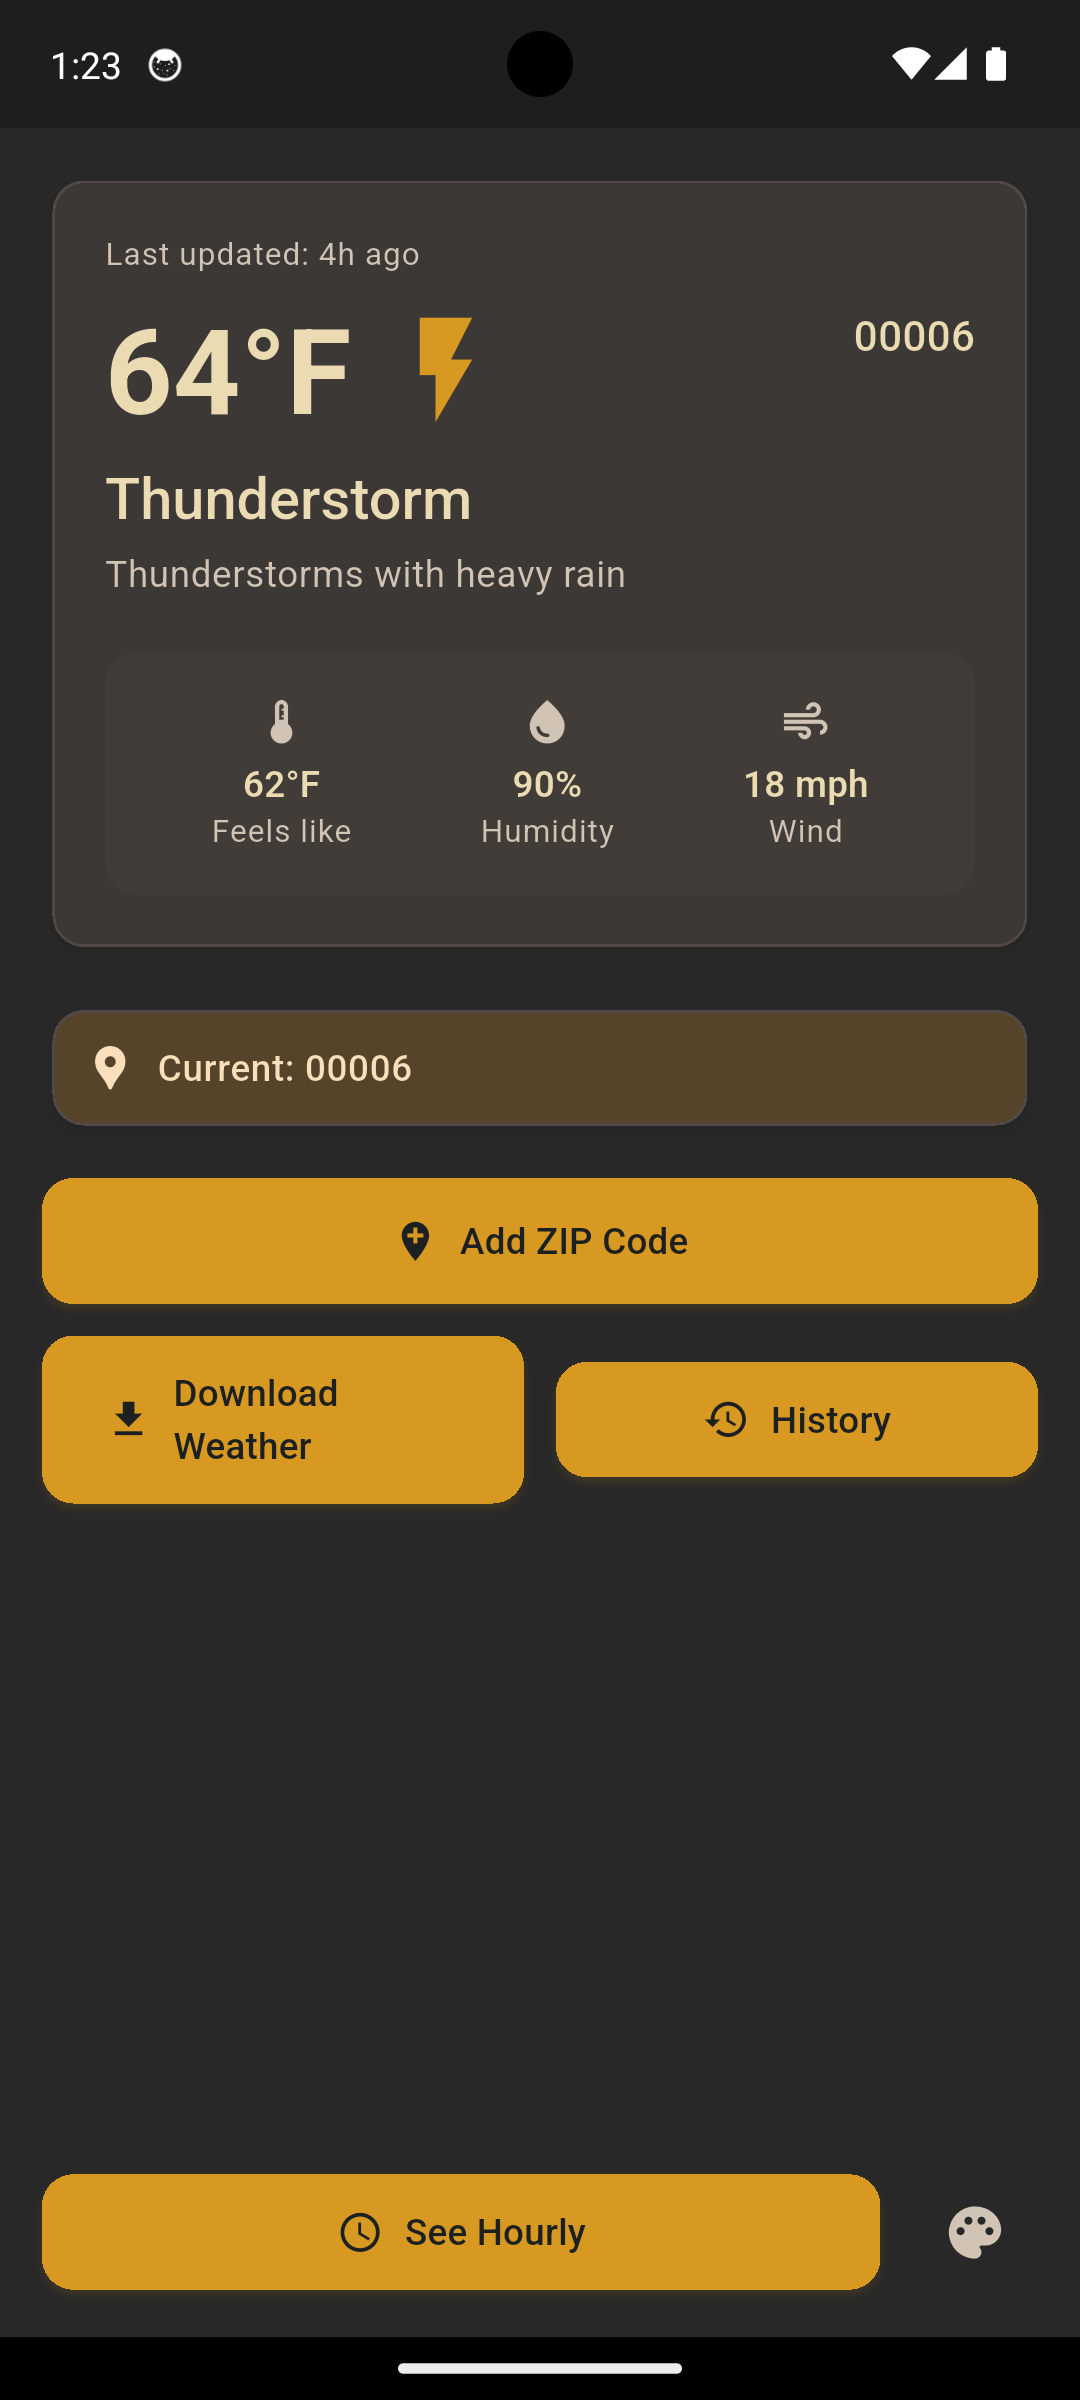 1:23
Last updated: 4h ago
64°F
00006
Thunderstorm
Thunderstorms with heavy rain
62°F
90%
18 mph
Feels like
Humidity
Wind
Current: 00006
Add ZIP Code
Download
Weather
History
See Hourly